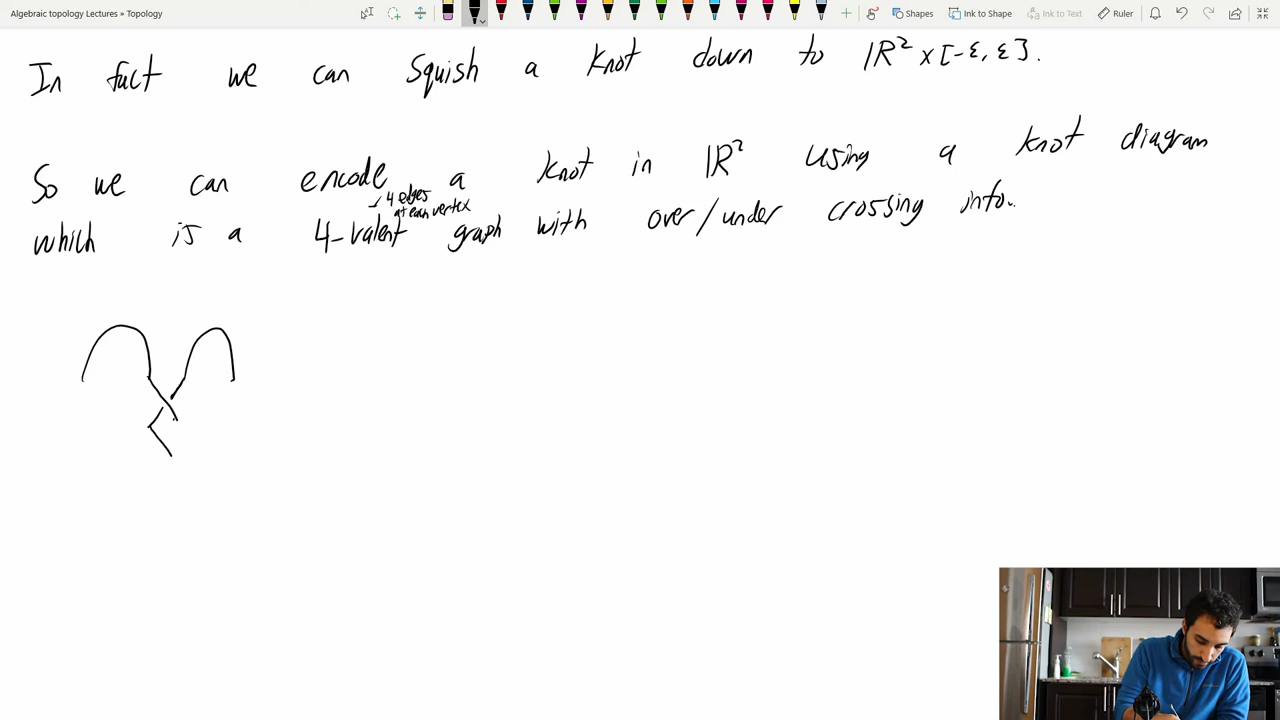 Algebraic topology Lectures » Topology
Shapes
Ink to Shape
Ink to Text
Ruler
In fact we can squish a knot down to ℝ² × [-ε, ε].
So we can encode a knot in ℝ² using a knot diagram
4 edges
at each vertex
which is a 4-valent graph with over/under crossing info.